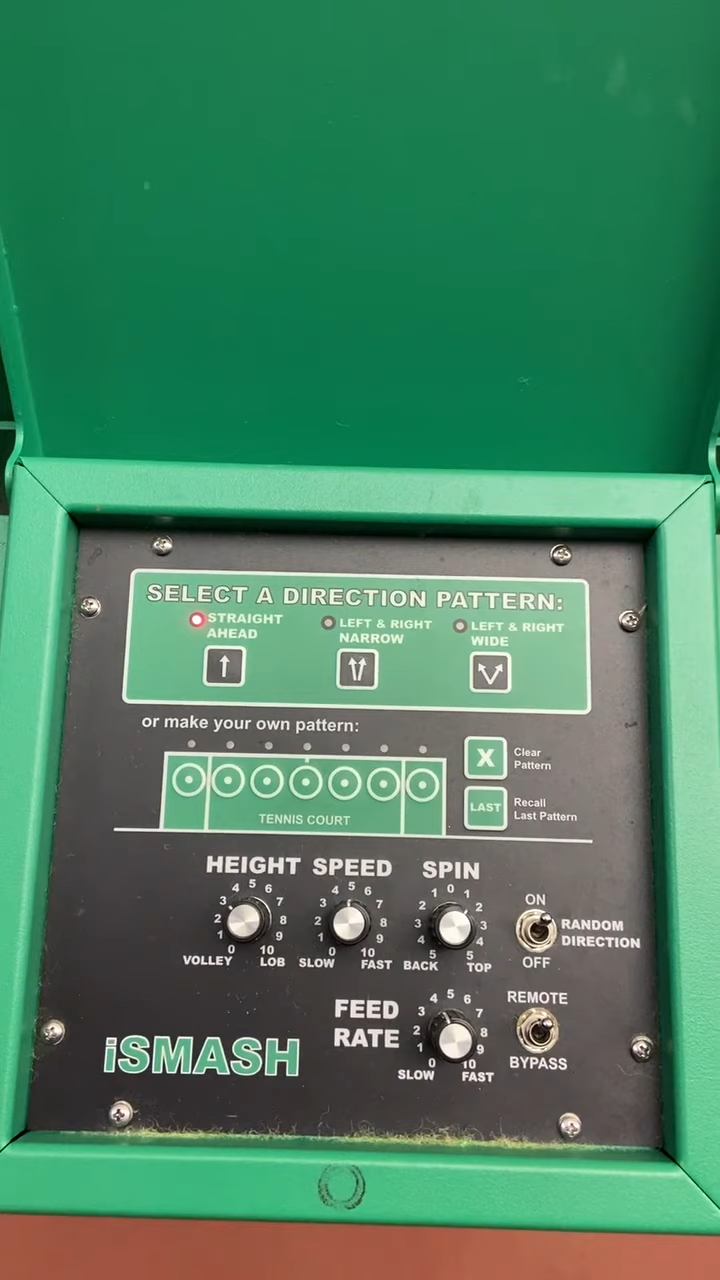 SELECT A DIRECTION PATTERN:
STRAIGHT
AHEAD
LEFT & RIGHT
NARROW
LEFT & RIGHT
WIDE
or make your own pattern:
X
Clear
Pattern
TENNIS COURT
LAST
Recall
Last Pattern
HEIGHT
0 1 2 3 4 5 6 7 8 9 10
VOLLEY
LOB
SPEED
0 1 2 3 4 5 6 7 8 9 10
SLOW
FAST
SPIN
5 4 3 2 1 0 1 2 3 4 5
BACK
TOP
ON
RANDOM
DIRECTION
OFF
FEED
RATE
0 1 2 3 4 5 6 7 8 9 10
SLOW
FAST
REMOTE
BYPASS
iSMASH